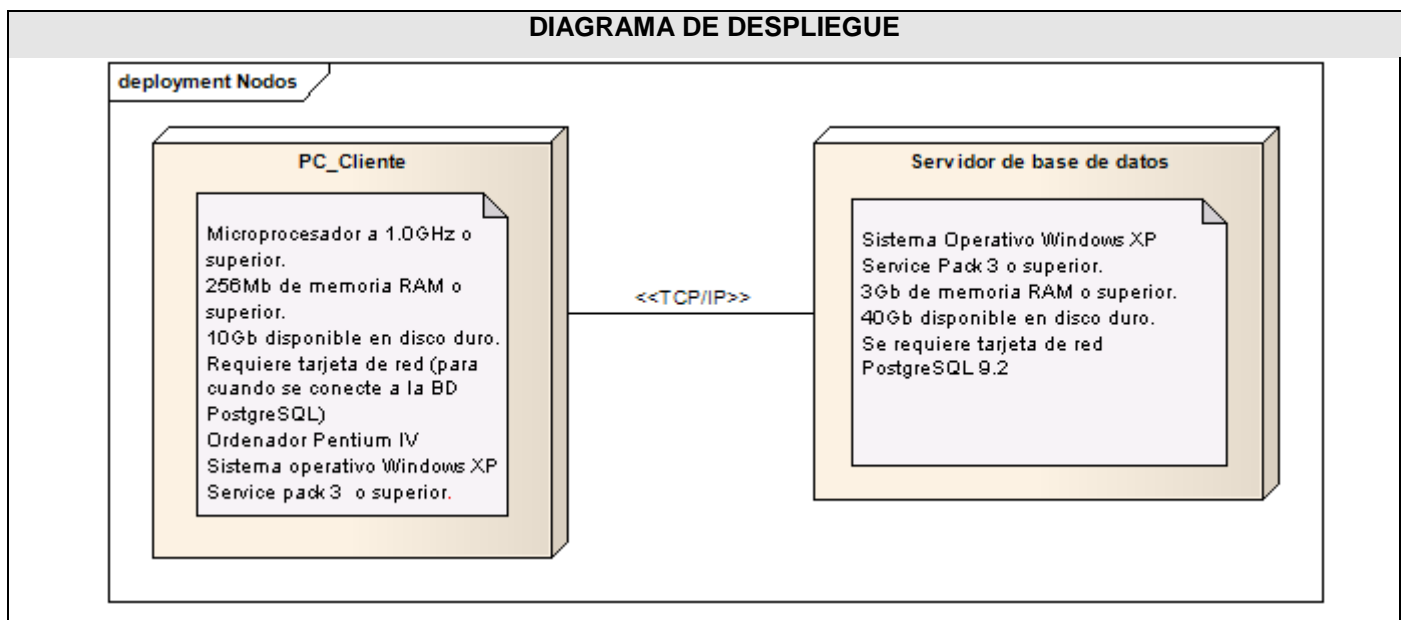 DIAGRAMA DE DESPLIEGUE
deployment Nodos
PC_Cliente
Microprocesador a 1.0GHz o
superior.
256Mb de memoria RAM o
superior.
10Gb disponible en disco duro.
Requiere tarjeta de red (para
cuando se conecte a la BD
PostgreSQL)
Ordenador Pentium IV
Sistema operativo Windows XP
Service pack 3 o superior.
<<TCP/IP>>
Servidor de base de datos
Sistema Operativo Windows XP
Service Pack 3 o superior.
3Gb de memoria RAM o superior.
40Gb disponible en disco duro.
Se requiere tarjeta de red
PostgreSQL 9.2